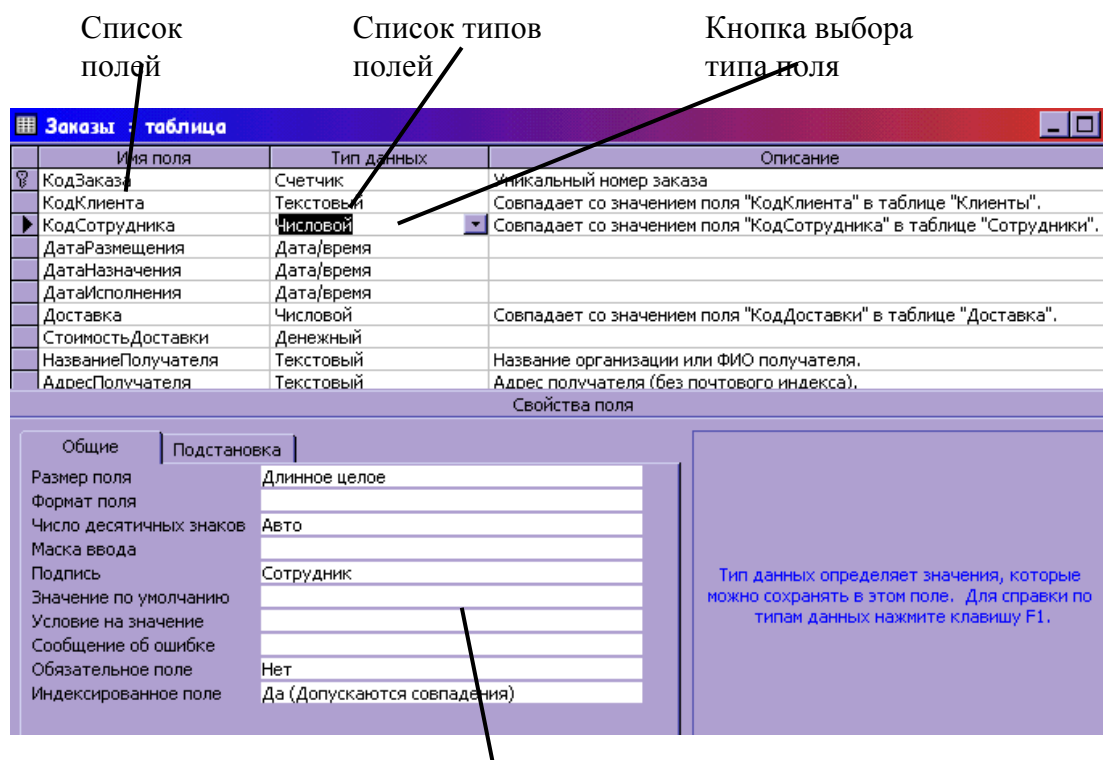 Список полей
Список типов полей
Кнопка выбора типа поля
Заказы : таблица
Имя поля Тип данных Описание
КодЗаказа Счетчик Уникальный номер заказа
КодКлиента Текстовый Совпадает со значением поля "КодКлиента" в таблице "Клиенты".
КодСотрудника Числовой Совпадает со значением поля "КодСотрудника" в таблице "Сотрудники".
ДатаРазмещения Дата/время
ДатаНазначения Дата/время
ДатаИсполнения Дата/время
Доставка Числовой Совпадает со значением поля "КодДоставки" в таблице "Доставка".
СтоимостьДоставки Денежный
НазваниеПолучателя Текстовый Название организации или ФИО получателя.
АдресПолучателя Текстовый Адрес получателя (без почтового индекса).
Свойства поля
Общие Подстановка
Размер поля Длинное целое
Формат поля
Число десятичных знаков Авто
Маска ввода
Подпись Сотрудник
Значение по умолчанию
Условие на значение
Сообщение об ошибке
Обязательное поле Нет
Индексированное поле Да (Допускаются совпадения)
Тип данных определяет значения, которые
можно сохранять в этом поле. Для справки по
типам данных нажмите клавишу F1.